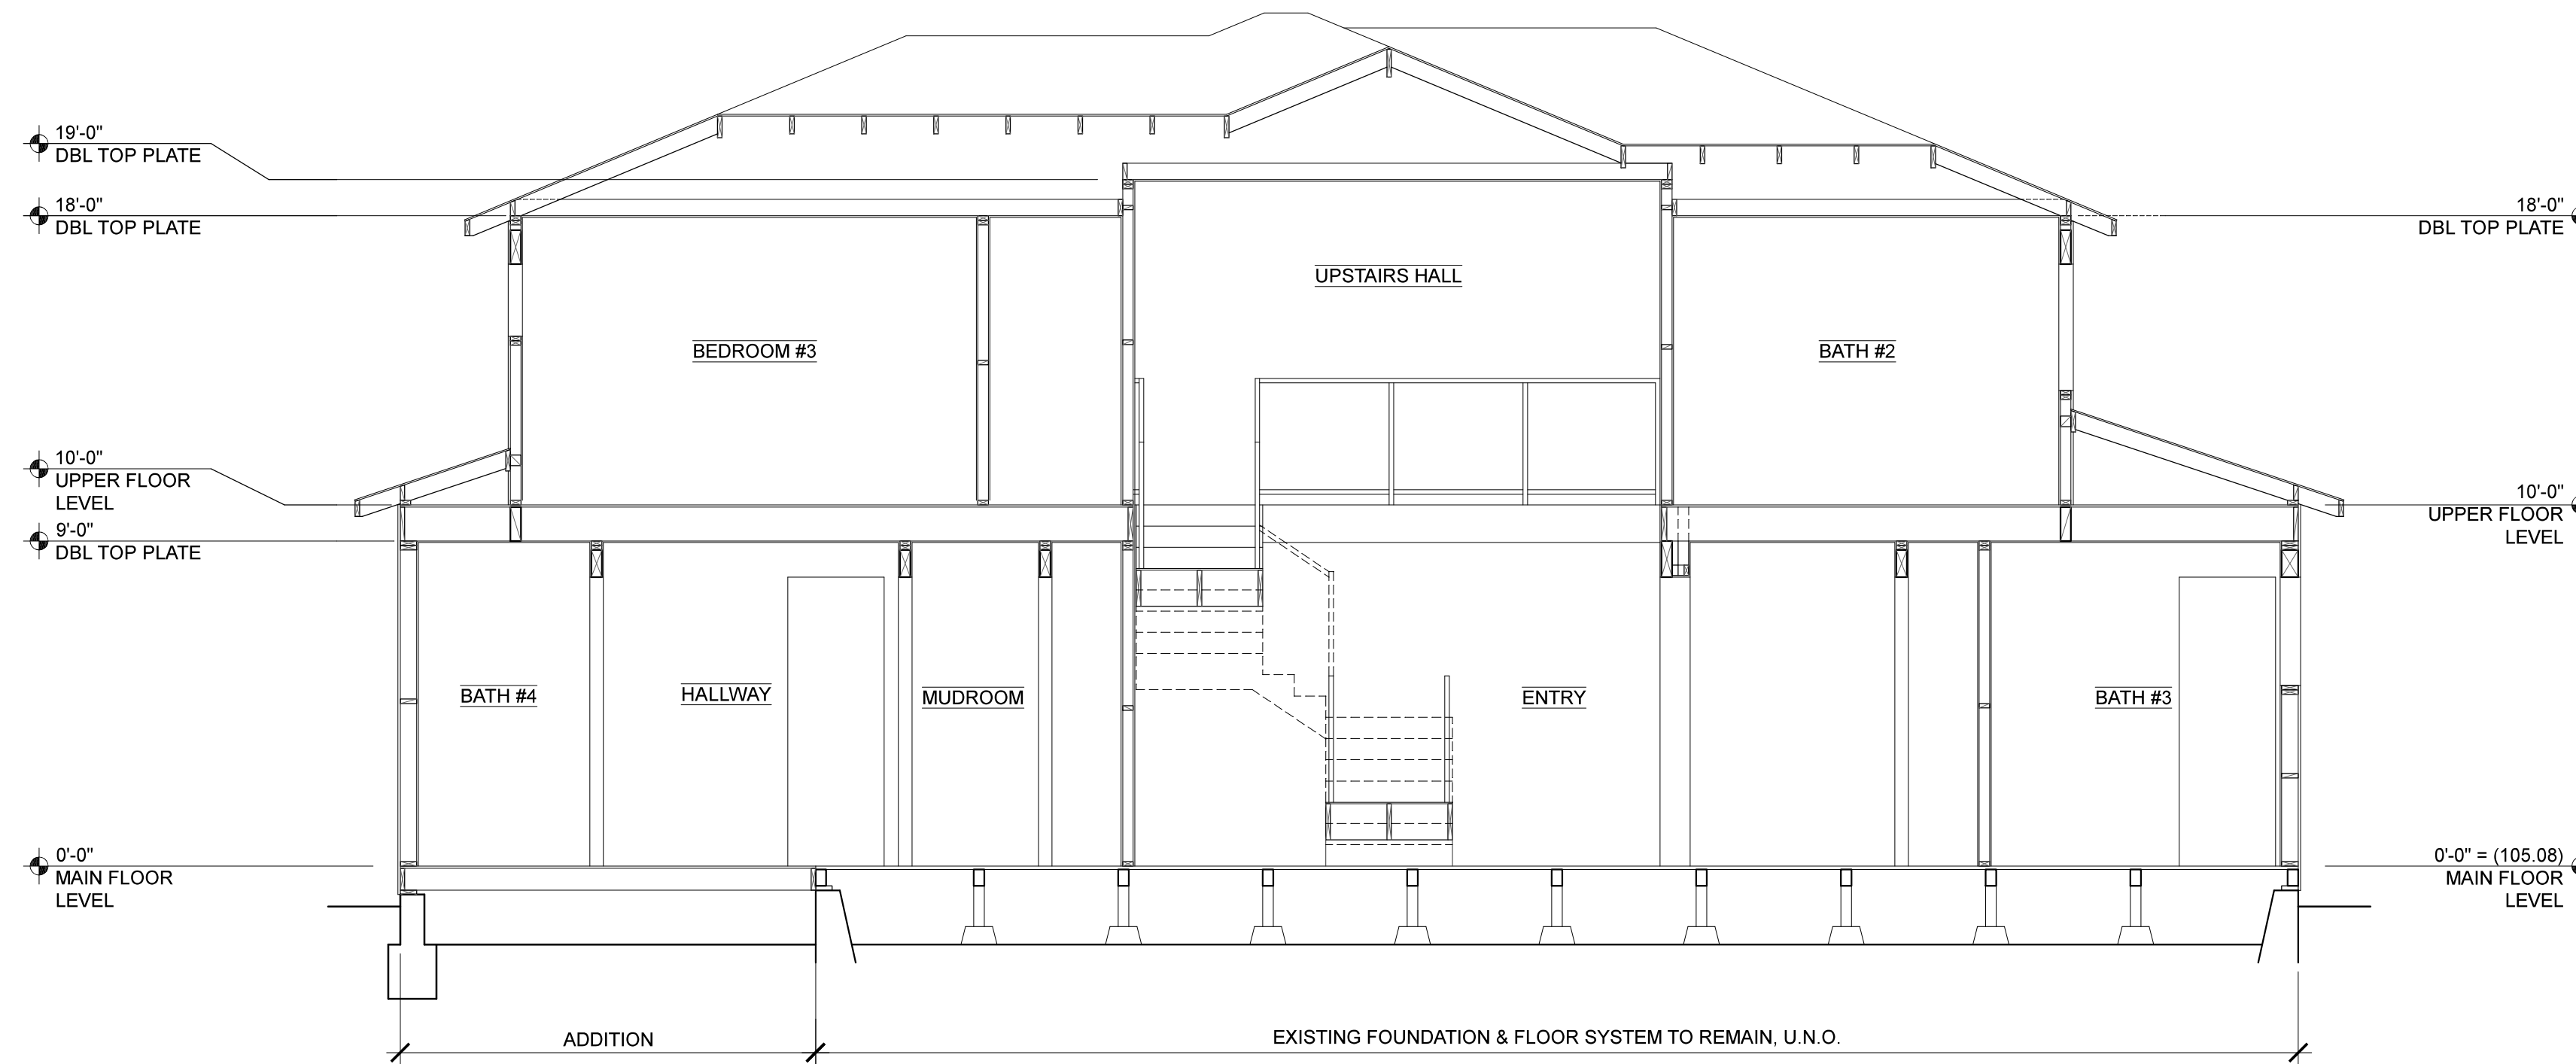 19'-0"
DBL TOP PLATE
18'-0"
DBL TOP PLATE
18'-0"
DBL TOP PLATE
UPSTAIRS HALL
BEDROOM #3
BATH #2
10'-0"
UPPER FLOOR
LEVEL
9'-0"
DBL TOP PLATE
10'-0"
UPPER FLOOR
LEVEL
BATH #4
HALLWAY
MUDROOM
ENTRY
BATH #3
0'-0"
MAIN FLOOR
LEVEL
0'-0" = (105.08)
MAIN FLOOR
LEVEL
ADDITION
EXISTING FOUNDATION & FLOOR SYSTEM TO REMAIN, U.N.O.